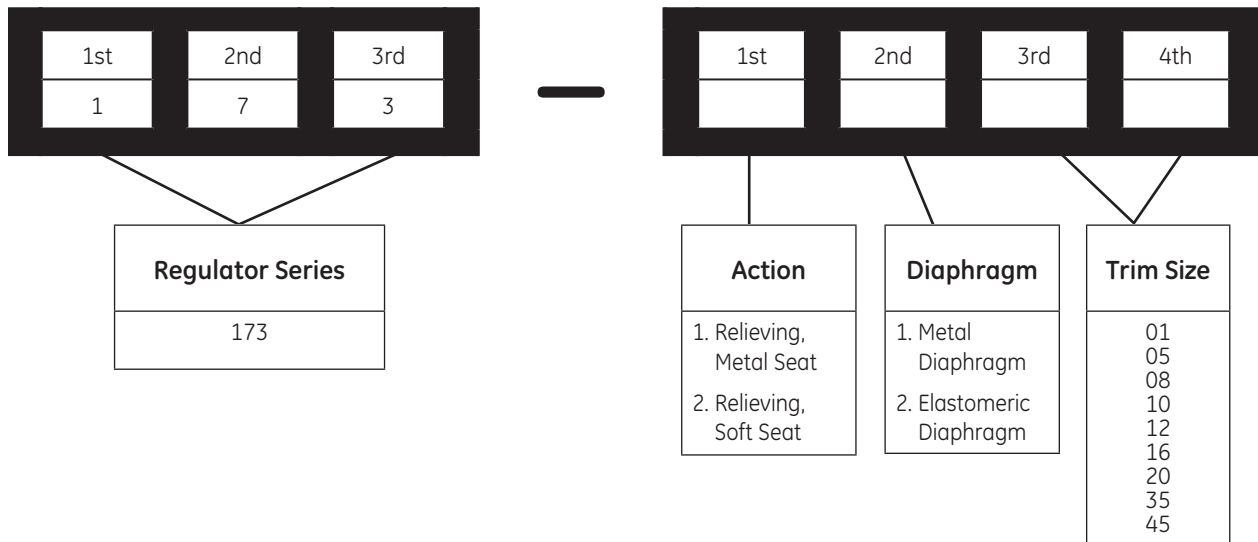 1st 2nd 3rd
1 7 3
—
1st 2nd 3rd 4th
Regulator Series
173
Action
1. Relieving,
Metal Seat
2. Relieving,
Soft Seat
Diaphragm
1. Metal
Diaphragm
2. Elastomeric
Diaphragm
Trim Size
01
05
08
10
12
16
20
35
45